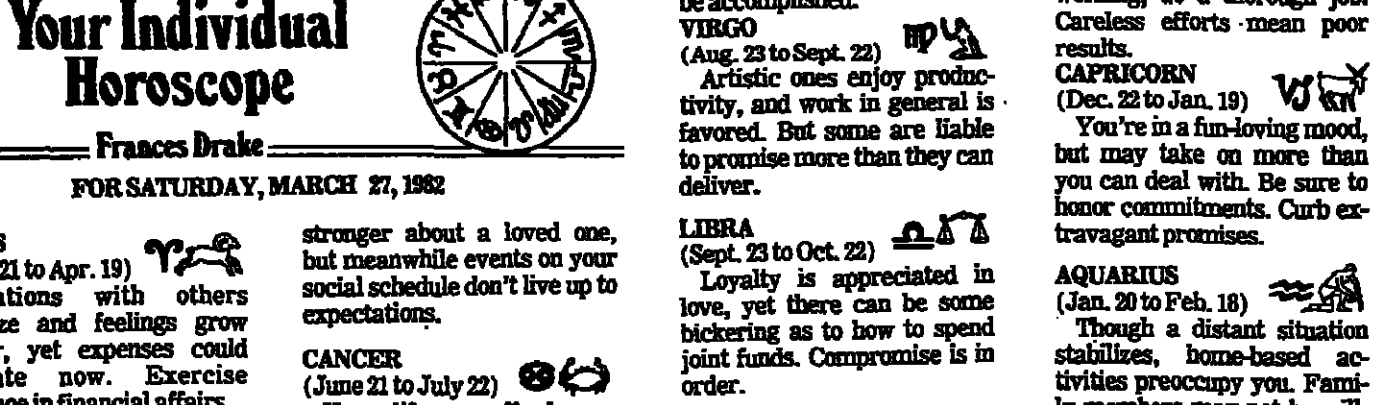 Your Individual
Horoscope
Frances Drake
FOR SATURDAY, MARCH 27, 1982
21 to Apr. 19)
with others
and feelings grow
yet expenses could
now. Exercise
in financial affairs.
stronger about a loved one,
but meanwhile events on your
social schedule don't live up to
expectations.
CANCER
(June 21 to July 22)
be accomplished.
VIRGO
(Aug. 23 to Sept. 22)
Artistic ones enjoy produc-
tivity, and work in general is
favored. But some are liable
to promise more than they can
deliver.
LIBRA
(Sept. 23 to Oct. 22)
Loyalty is appreciated in
love, yet there can be some
bickering as to how to spend
joint funds. Compromise is in
order.
Careless efforts mean poor
results.
CAPRICORN
(Dec. 22 to Jan. 19)
You're in a fun-loving mood,
but may take on more than
you can deal with. Be sure to
honor commitments. Curb ex-
travagant promises.
AQUARIUS
(Jan. 20 to Feb. 18)
Though a distant situation
stabilizes, home-based ac-
tivities preoccupy you. Fami-